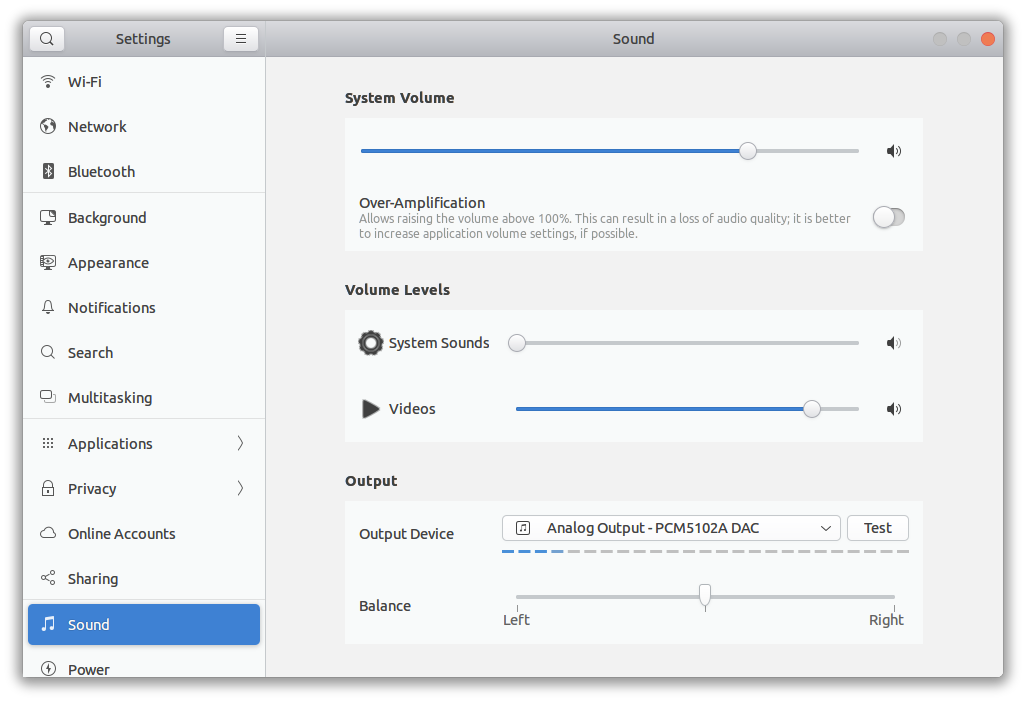 Settings
Sound
Wi-Fi
Network
Bluetooth
Background
Appearance
Notifications
Search
Multitasking
Applications
Privacy
Online Accounts
Sharing
Sound
Power
System Volume
Over-Amplification
Allows raising the volume above 100%. This can result in a loss of audio quality; it is better
to increase application volume settings, if possible.
Volume Levels
System Sounds
Videos
Output
Output Device
Analog Output - PCM5102A DAC
Test
Balance
Left
Right